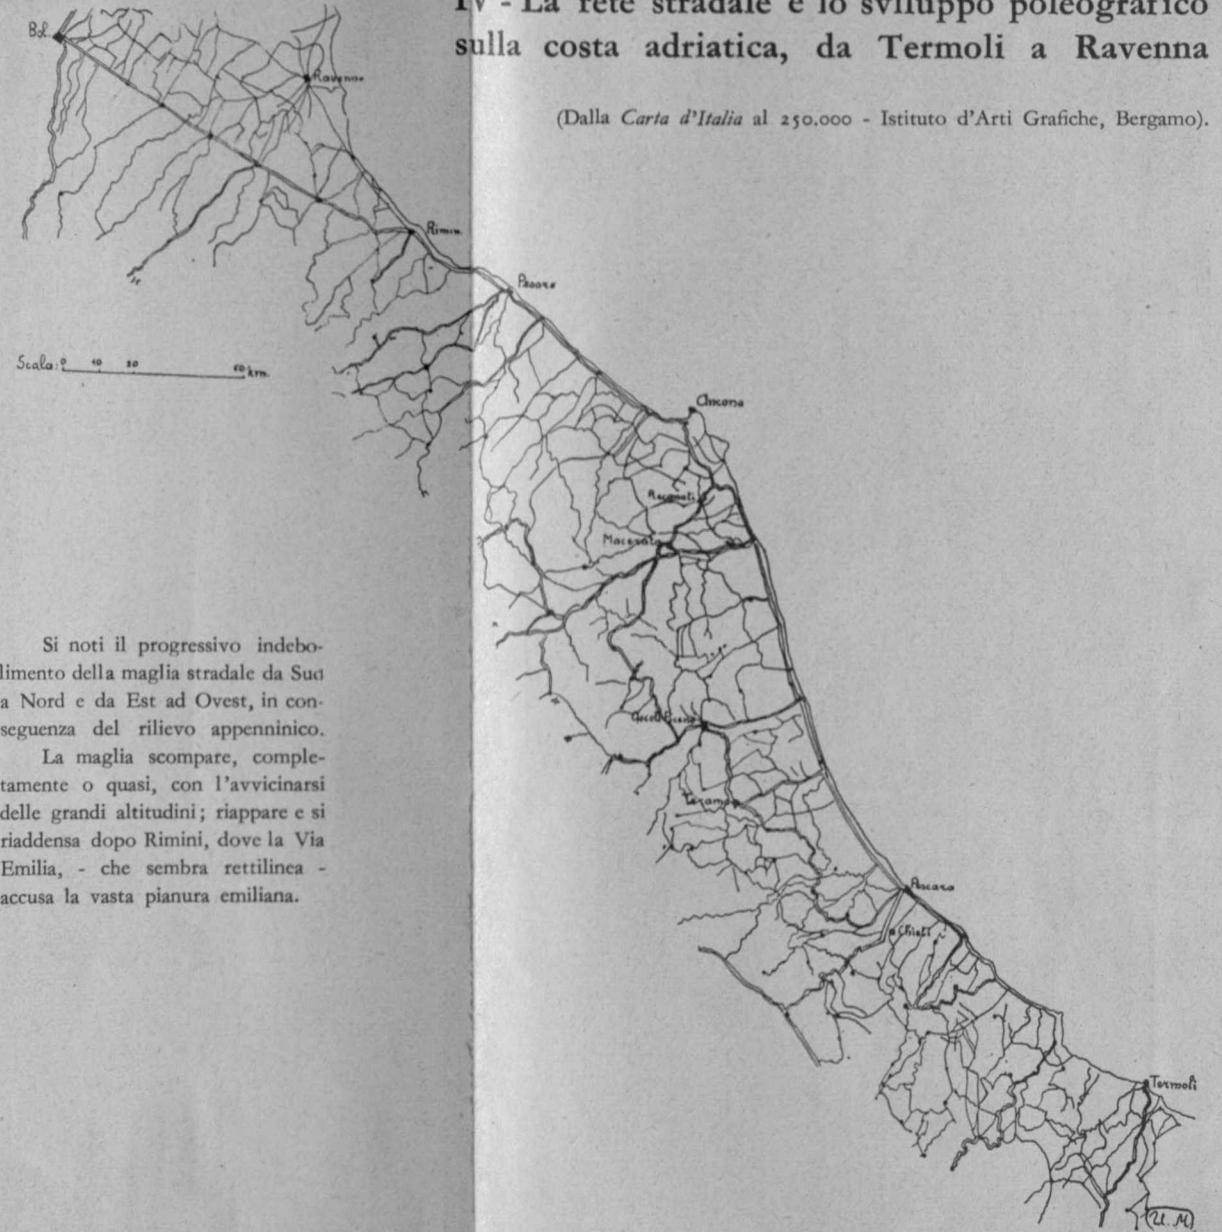 IV - La rete stradale e lo sviluppo poleografico
sulla costa adriatica, da Termoli a Ravenna
(Dalla Carta d'Italia al 250.000 - Istituto d'Arti Grafiche, Bergamo).
Bol.
Ravenna
Rimin.
Pesaro
Scala: 0 10 20 60 km.
Ancona
Recanati
Macerata
Si noti il progressivo indebo-
limento della maglia stradale da Sud
a Nord e da Est ad Ovest, in con-
seguenza del rilievo appenninico.
La maglia scompare, comple-
tamente o quasi, con l'avvicinarsi
delle grandi altitudini; riappare e si
riaddensa dopo Rimini, dove la Via
Emilia, - che sembra rettilinea -
accusa la vasta pianura emiliana.
Ascoli Piceno
Teramo
Pescara
Chieti
Termoli
(U. M)